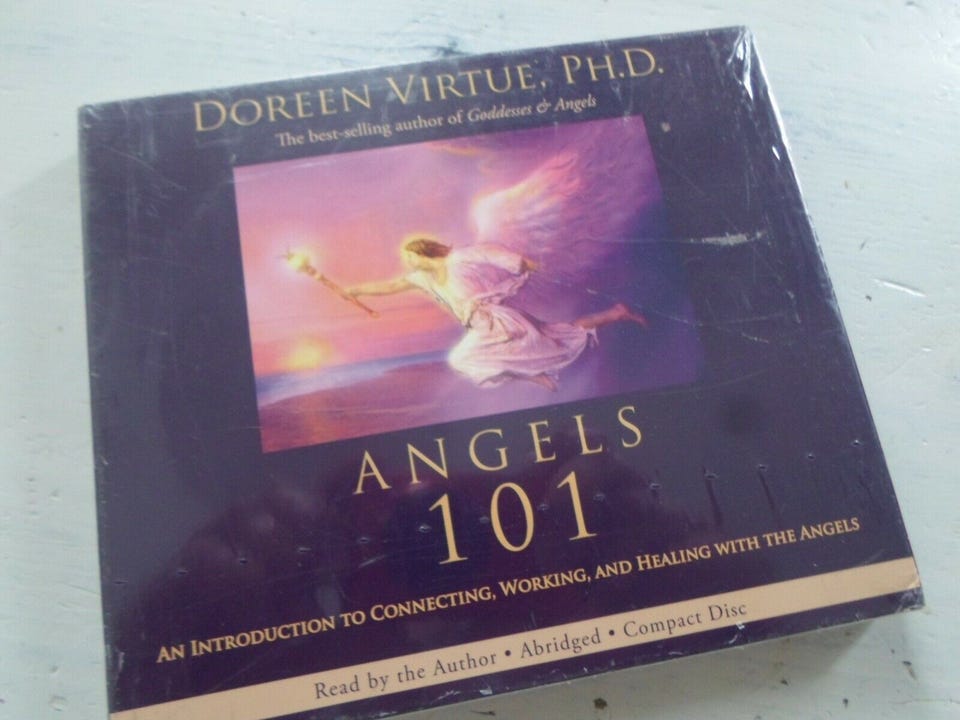 DOREEN VIRTUE, PH.D.
The best-selling author of Goddesses & Angels
ANGELS
101
AN INTRODUCTION TO CONNECTING, WORKING, AND HEALING WITH THE ANGELS
Read by the Author • Abridged • Compact Disc